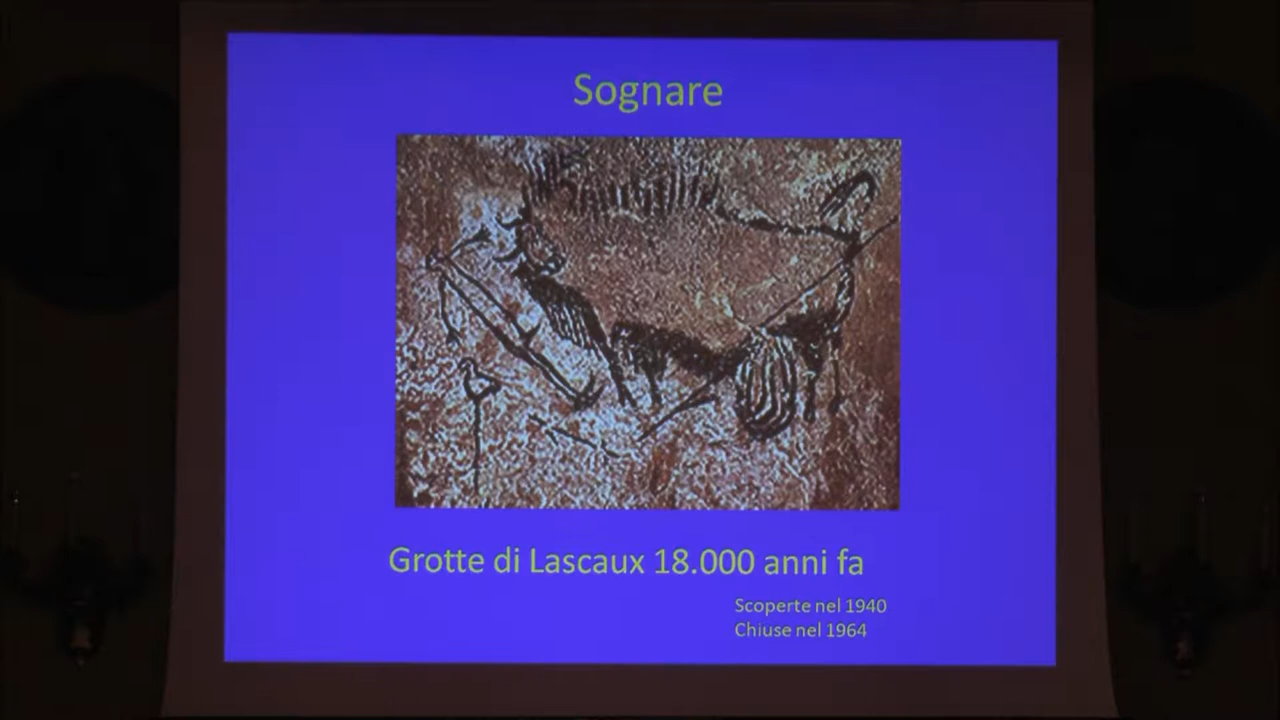 Sognare
Grotte di Lascaux 18.000 anni fa
Scoperte nel 1940
Chiuse nel 1964